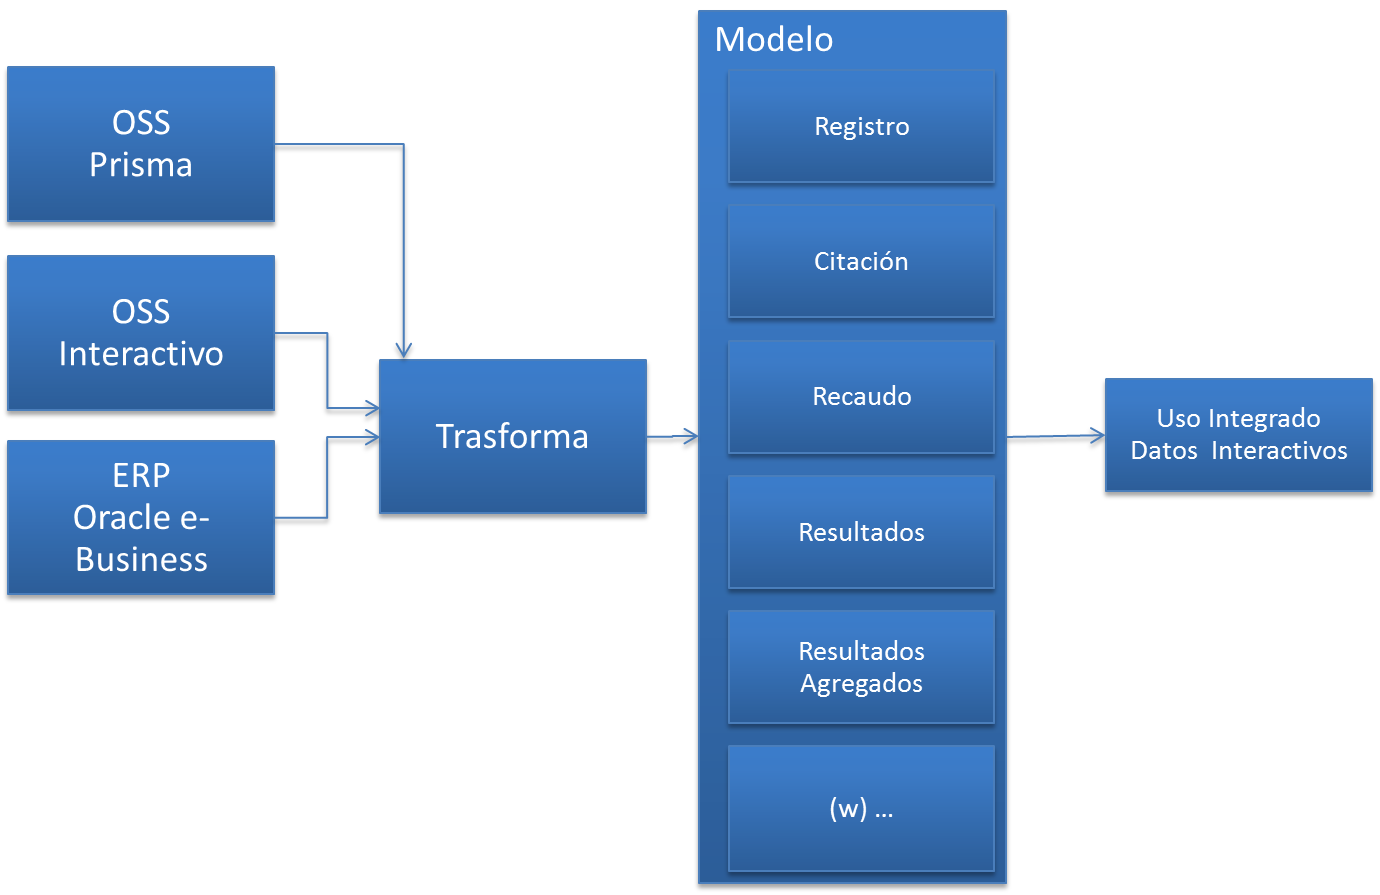 OSS
Prisma
OSS
Interactivo
ERP
Oracle e-
Business
Trasforma
Modelo
Registro
Citación
Recaudo
Resultados
Resultados
Agregados
(w) ...
Uso Integrado
Datos  Interactivos